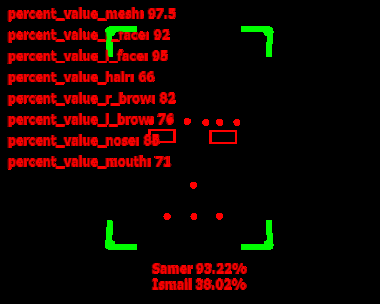 percent_value_mesh: 97.5
percent_value_r_face: 92
percent_value_l_face: 95
percent_value_hair: 66
percent_value_r_brow: 82
percent_value_l_brow: 76
percent_value_nose: 85
percent_value_mouth: 71
Samer 93.22%
Ismail 38.02%